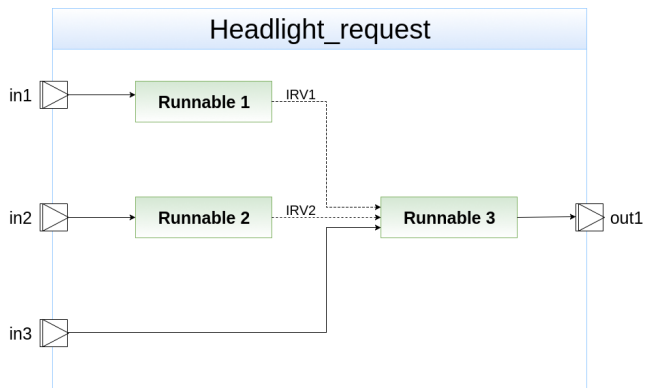 Headlight_request
in1
Runnable 1
IRV1
in2
Runnable 2
IRV2
Runnable 3
out1
in3